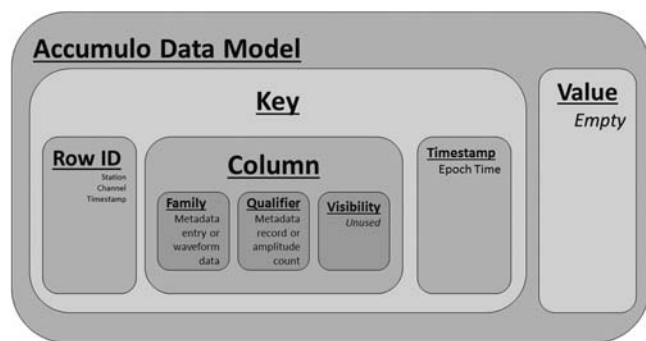 Accumulo Data Model
Key
Value
Empty
Row ID
Station
Channel
Timestamp
Column
Family
Metadata
entry or
waveform
data
Qualifier
Metadata
record or
amplitude
count
Visibility
Unused
Timestamp
Epoch Time